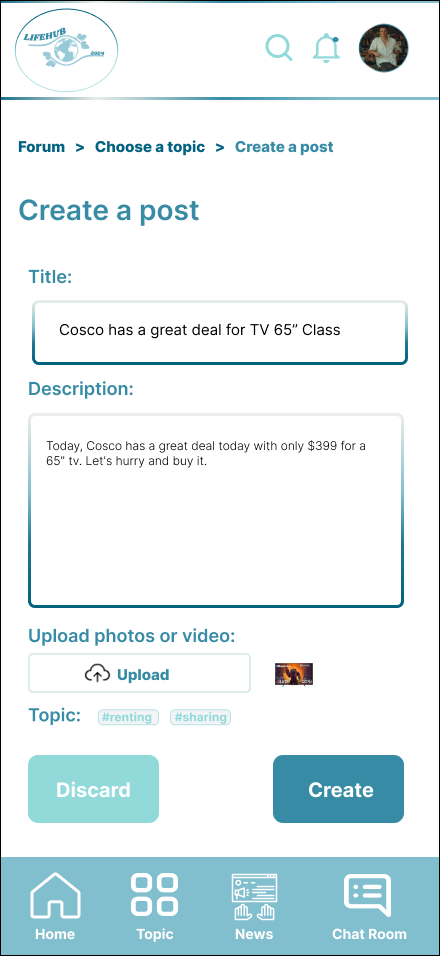 LIFEHUB
2024
Forum > Choose a topic > Create a post
Create a post
Title:
Cosco has a great deal for TV 65” Class
Description:
Today, Cosco has a great deal today with only $399 for a
65" tv. Let's hurry and buy it.
Upload photos or video:
Upload
Topic: #renting #sharing
Discard Create
Home Topic News Chat Room